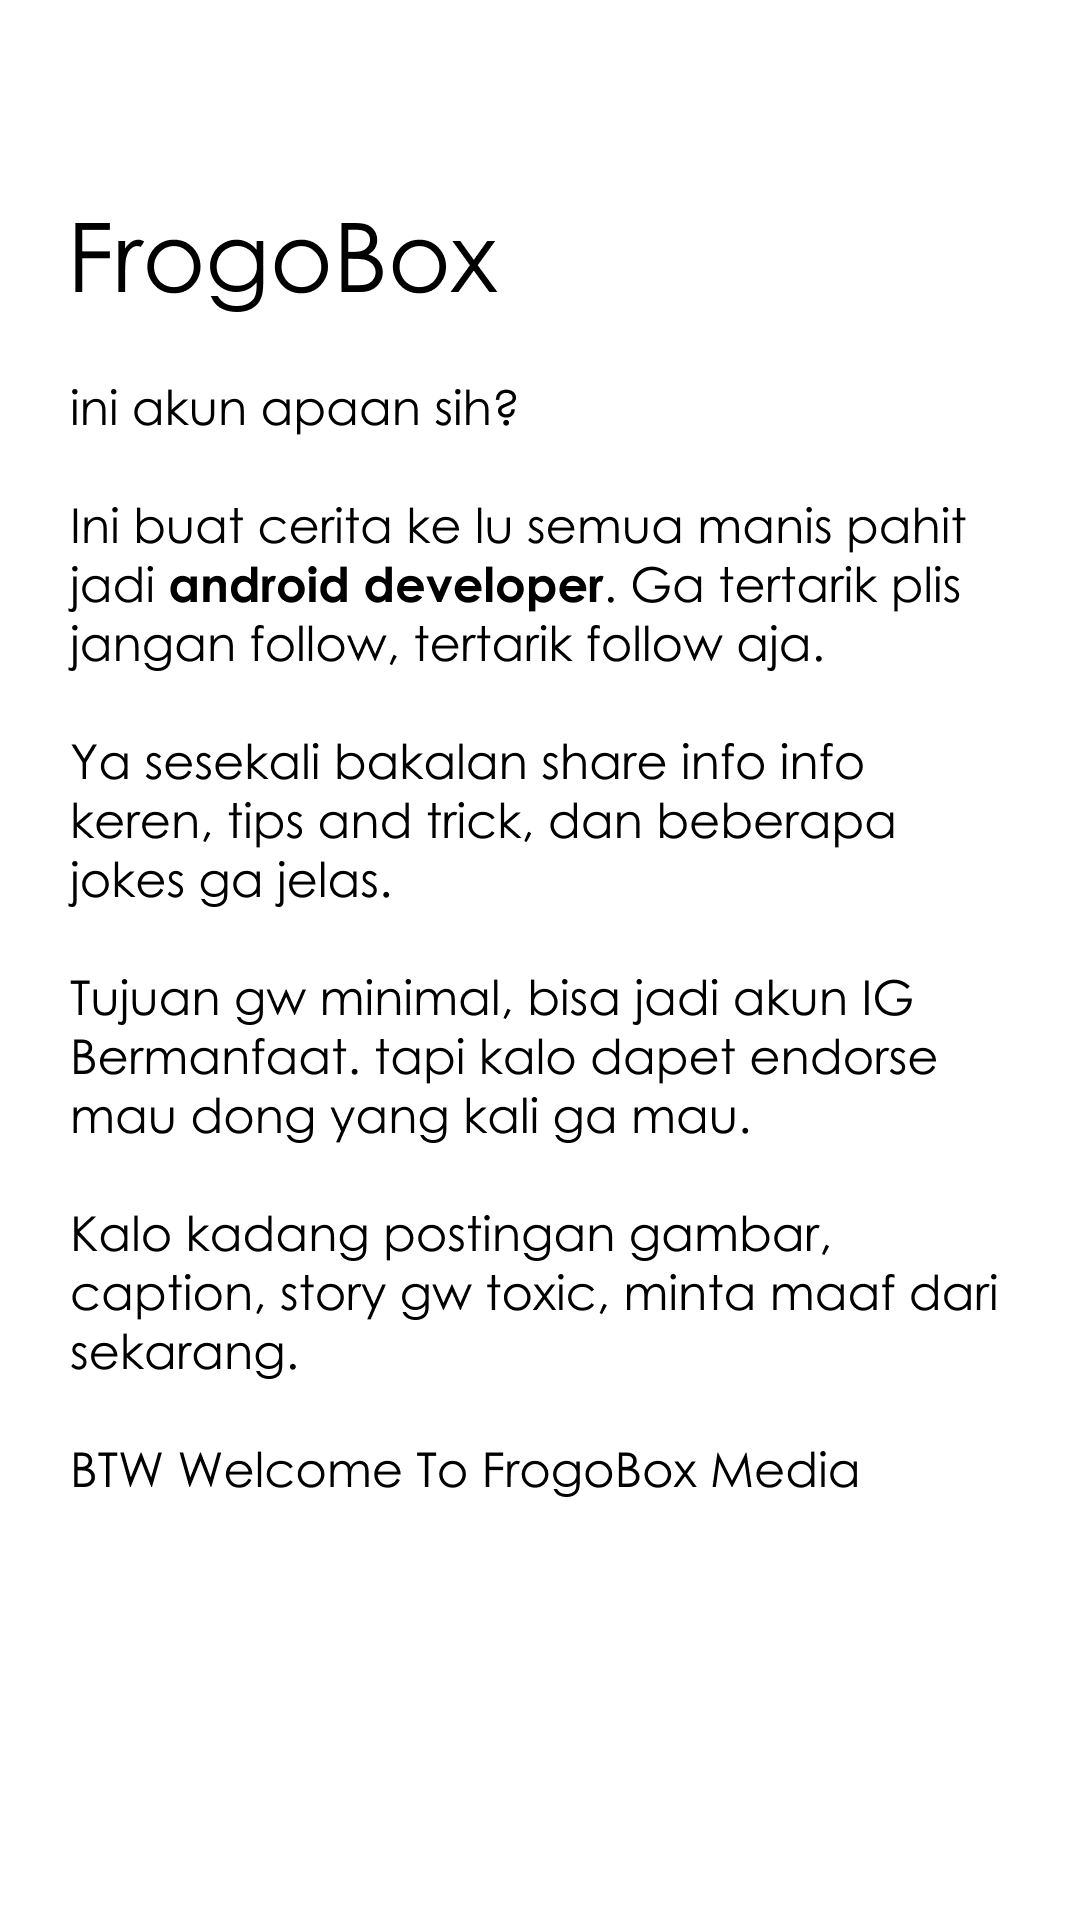 FrogoBox
ini akun apaan sih?
Ini buat cerita ke lu semua manis pahit
jadi android developer. Ga tertarik plis
jangan follow, tertarik follow aja.
Ya sesekali bakalan share info info
keren, tips and trick, dan beberapa
jokes ga jelas.
Tujuan gw minimal, bisa jadi akun IG
Bermanfaat. tapi kalo dapet endorse
mau dong yang kali ga mau.
Kalo kadang postingan gambar,
caption, story gw toxic, minta maaf dari
sekarang.
BTW Welcome To FrogoBox Media